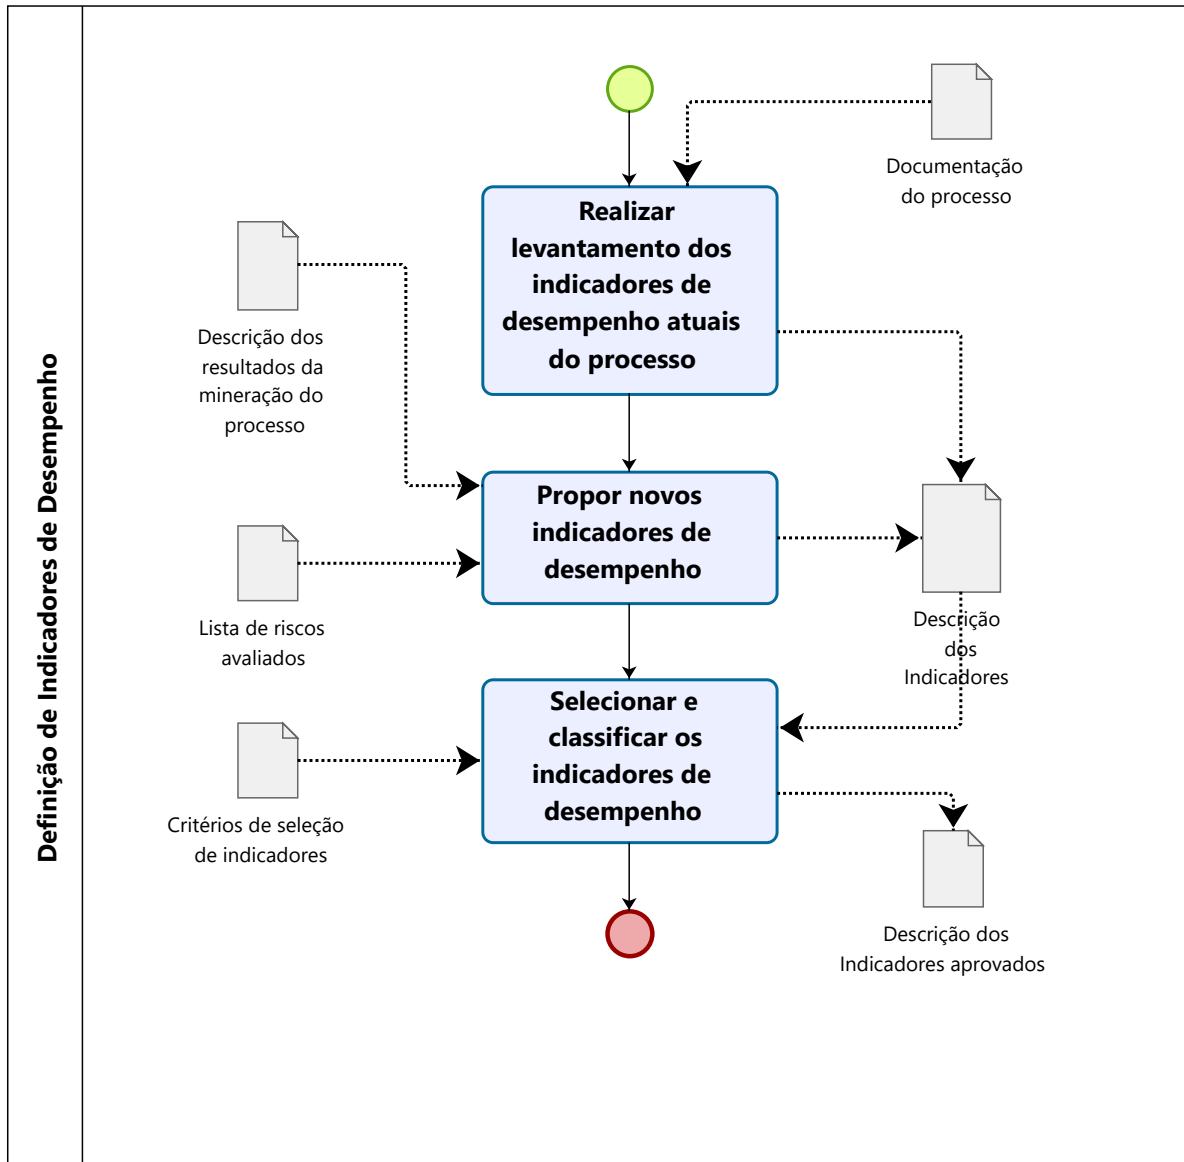 Definição de Indicadores de Desempenho
Documentação
do processo
Realizar
levantamento dos
indicadores de
desempenho atuais
do processo
Descrição dos
resultados da
mineração do
processo
Propor novos
indicadores de
desempenho
Lista de riscos
avaliados
Descrição
dos
Indicadores
Selecionar e
classificar os
indicadores de
desempenho
Critérios de seleção
de indicadores
Descrição dos
Indicadores aprovados